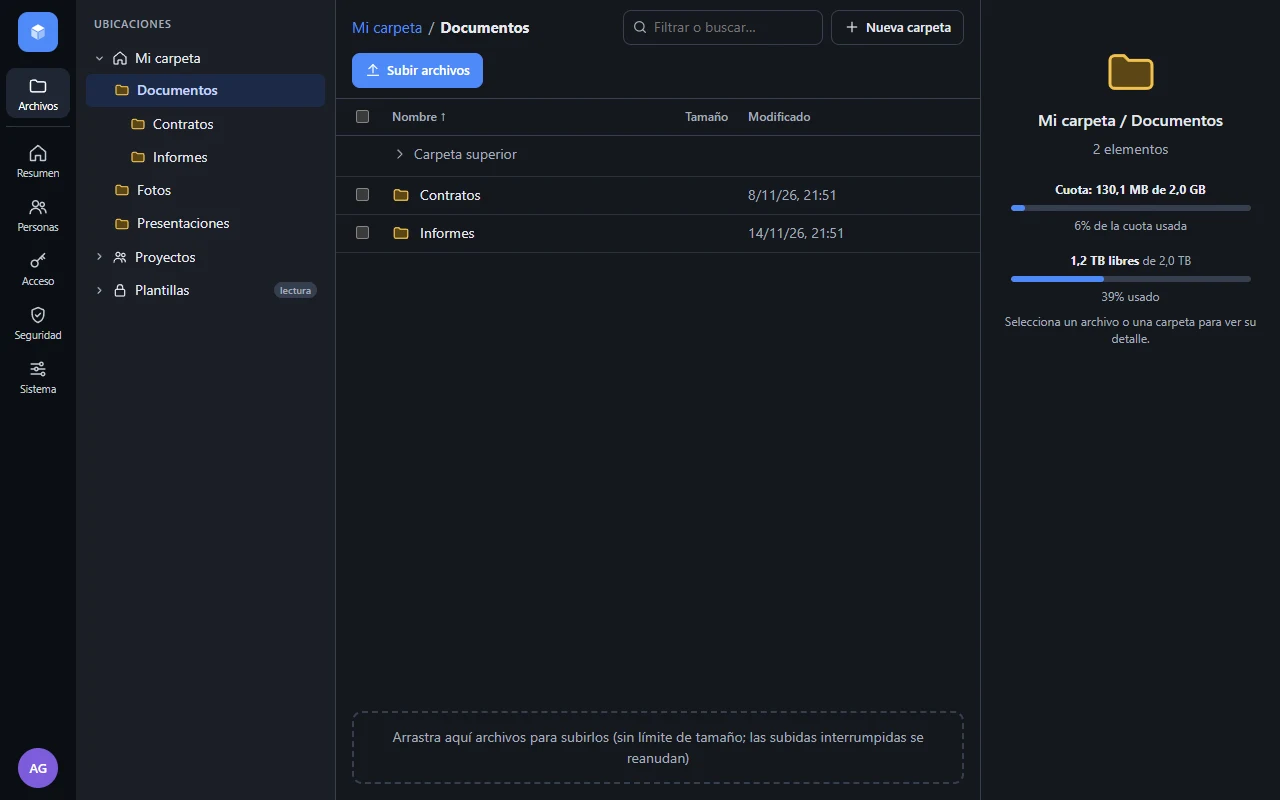 Archivos
Resumen
Personas
Acceso
Seguridad
Sistema
AG
UBICACIONES
Mi carpeta
Documentos
Contratos
Informes
Fotos
Presentaciones
Proyectos
Plantillas lectura
Mi carpeta / Documentos
Filtrar o buscar...
Nueva carpeta
Subir archivos
Nombre ↑ Tamaño Modificado
Carpeta superior
Contratos 8/11/26, 21:51
Informes 14/11/26, 21:51
Arrastra aquí archivos para subirlos (sin límite de tamaño; las subidas interrumpidas se
reanudan)
Mi carpeta / Documentos
2 elementos
Cuota: 130,1 MB de 2,0 GB
6% de la cuota usada
1,2 TB libres de 2,0 TB
39% usado
Selecciona un archivo o una carpeta para ver su
detalle.